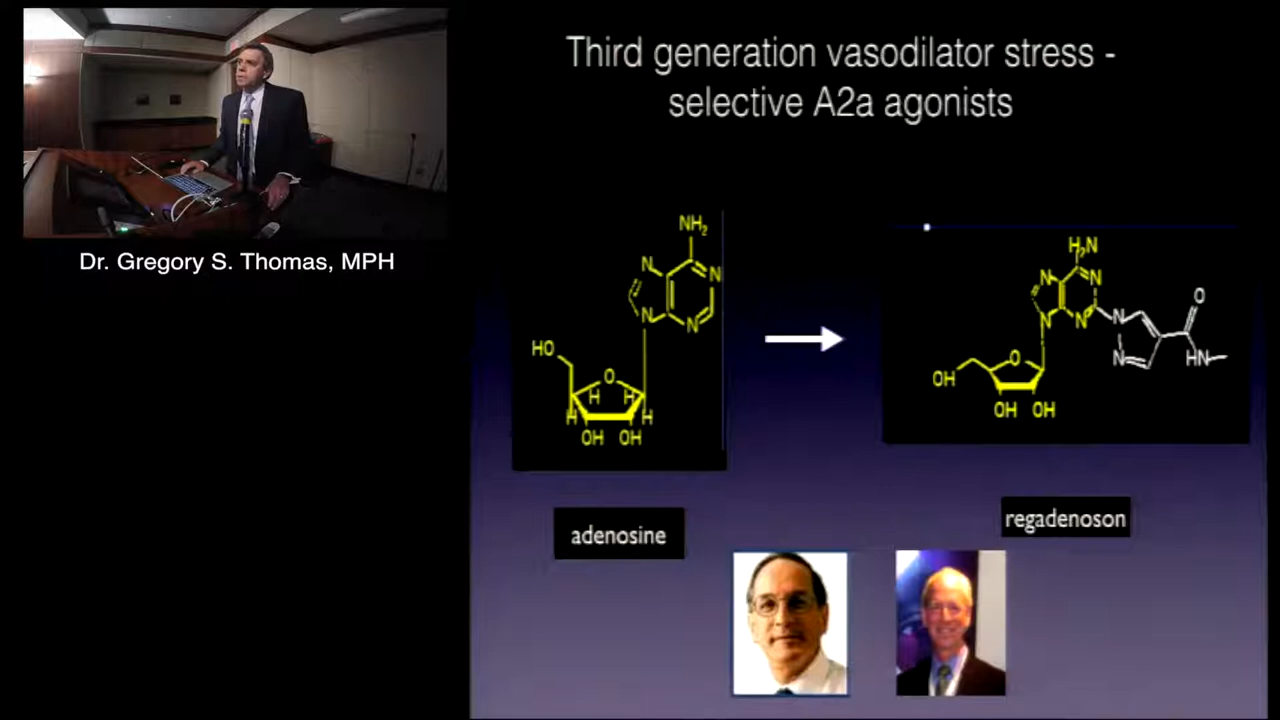 Third generation vasodilator stress -
selective A2a agonists
Dr. Gregory S. Thomas, MPH
NH2
N
N
N
N
HO
O
H
H
H
H
OH OH
adenosine
H2N
N
N
N
N
N
N
O
HN
OH
O
OH OH
regadenoson